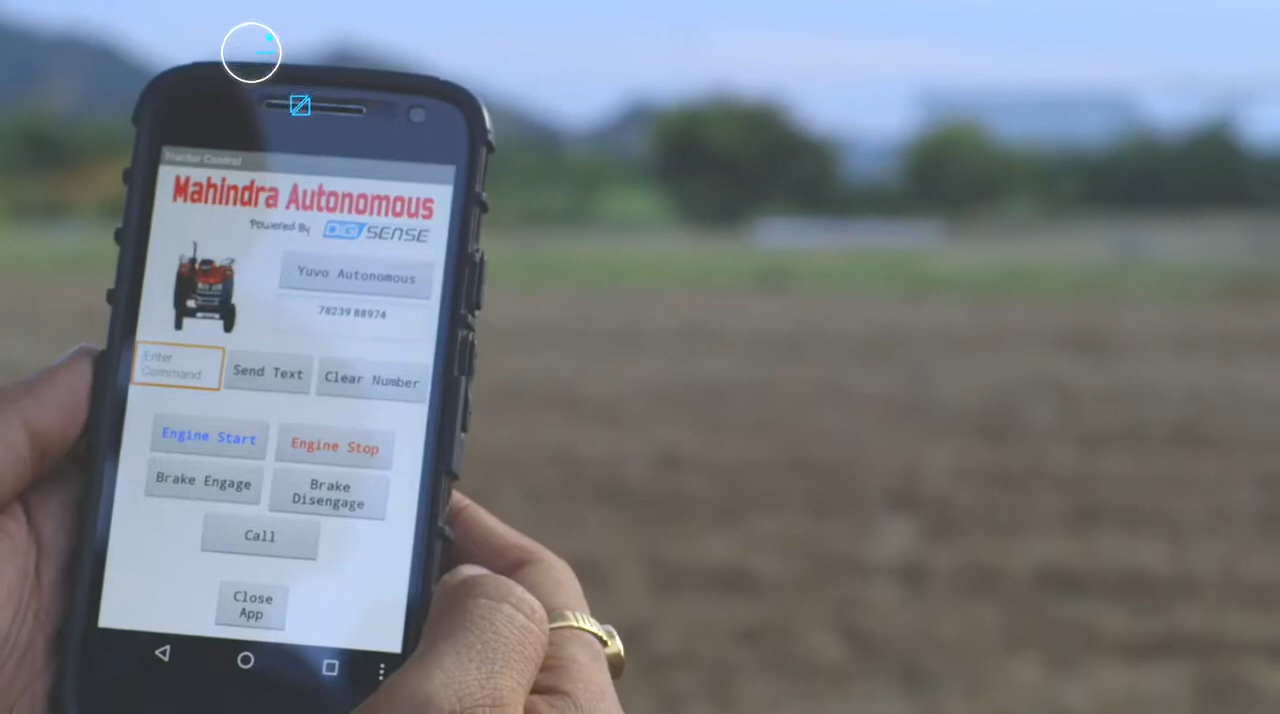 Tractor Control
Mahindra Autonomous
Powered By DiGi SENSE
Yuvo Autonomous
78239 88974
Enter
Command
Send Text
Clear Number
Engine Start
Engine Stop
Brake Engage
Brake
Disengage
Call
Close
App